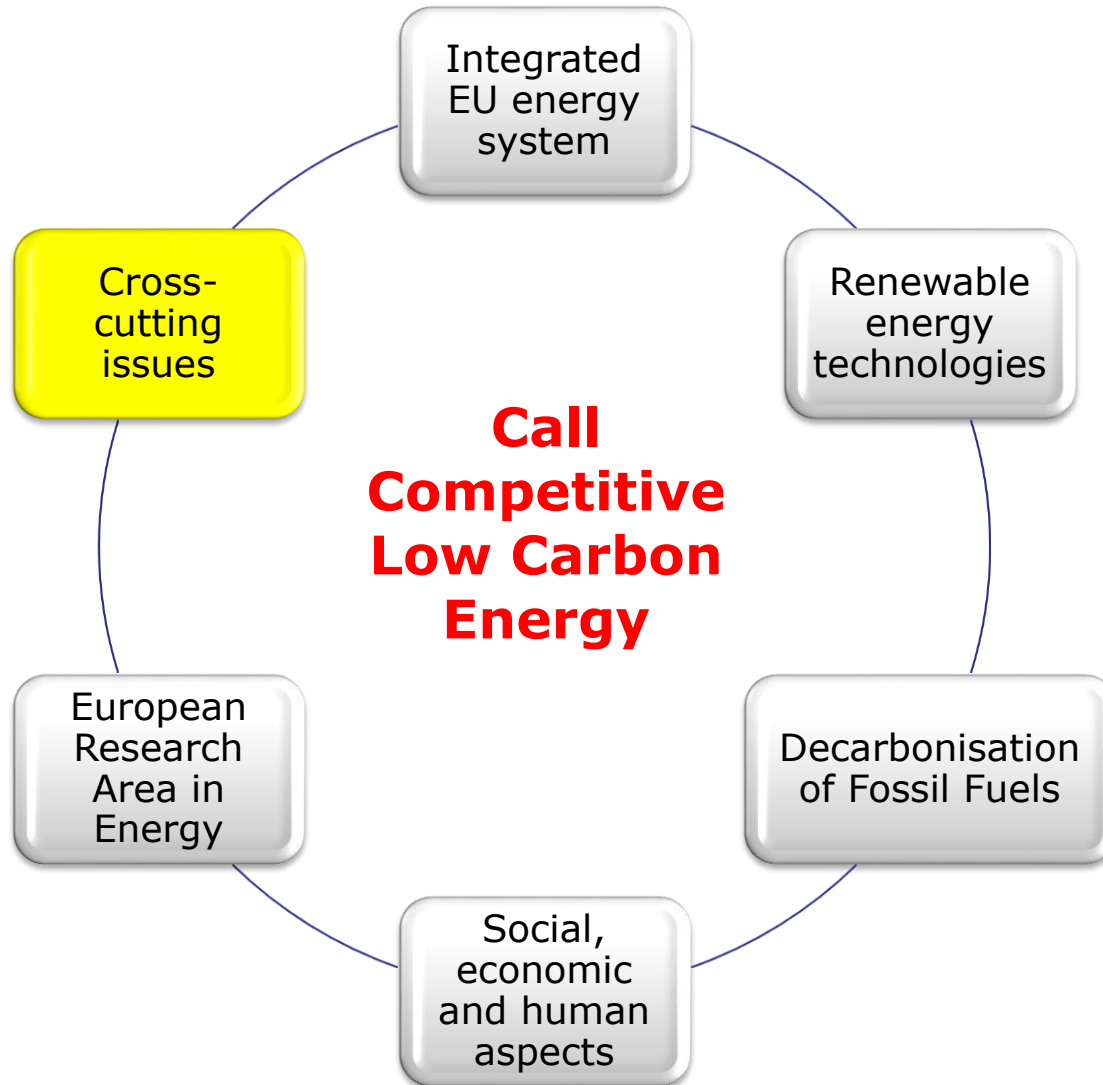 Integrated
EU energy
system
Renewable
energy
technologies
Decarbonisation
of Fossil Fuels
Social,
economic
and human
aspects
European
Research
Area in
Energy
Cross-
cutting
issues
Call
Competitive
Low Carbon
Energy